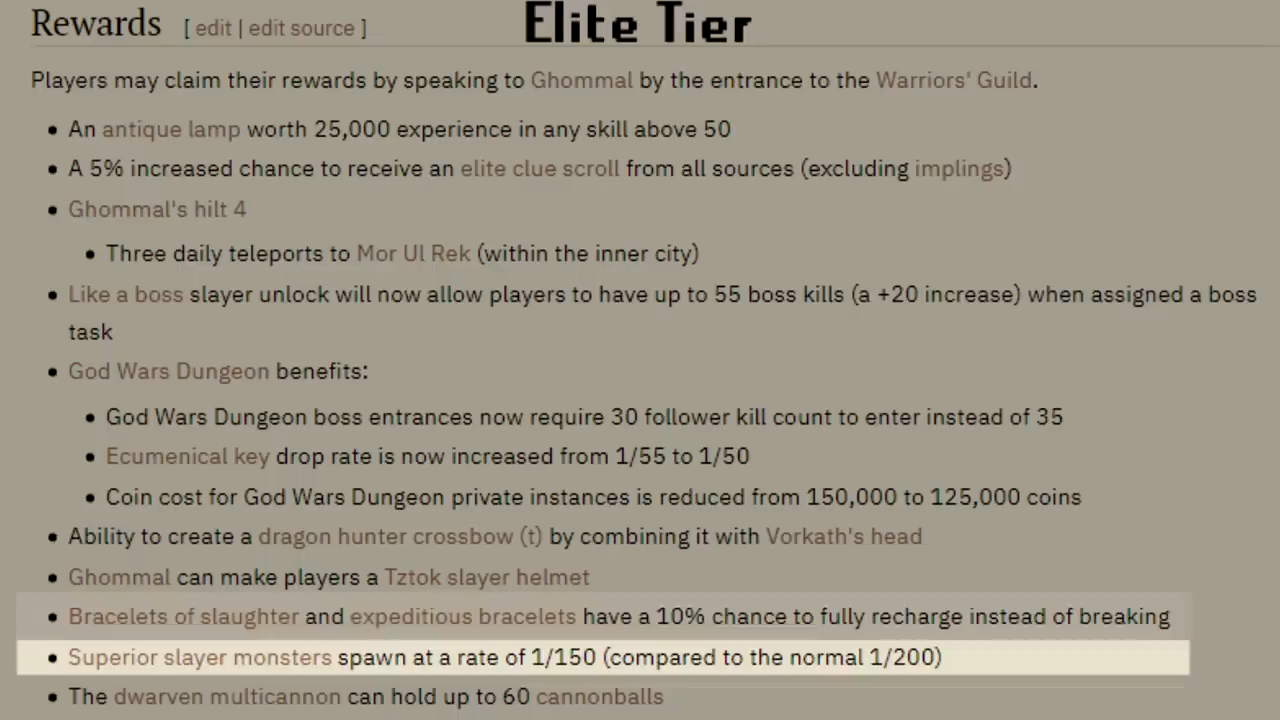 Rewards [ edit | edit source ] Elite Tier
Players may claim their rewards by speaking to Ghommal by the entrance to the Warriors' Guild.
• An antique lamp worth 25,000 experience in any skill above 50
• A 5% increased chance to receive an elite clue scroll from all sources (excluding implings)
• Ghommal's hilt 4
• Three daily teleports to Mor Ul Rek (within the inner city)
• Like a boss slayer unlock will now allow players to have up to 55 boss kills (a +20 increase) when assigned a boss
task
• God Wars Dungeon benefits:
• God Wars Dungeon boss entrances now require 30 follower kill count to enter instead of 35
• Ecumenical key drop rate is now increased from 1/55 to 1/50
• Coin cost for God Wars Dungeon private instances is reduced from 150,000 to 125,000 coins
• Ability to create a dragon hunter crossbow (t) by combining it with Vorkath's head
• Ghommal can make players a Tztok slayer helmet
• Bracelets of slaughter and expeditious bracelets have a 10% chance to fully recharge instead of breaking
• Superior slayer monsters spawn at a rate of 1/150 (compared to the normal 1/200)
• The dwarven multicannon can hold up to 60 cannonballs